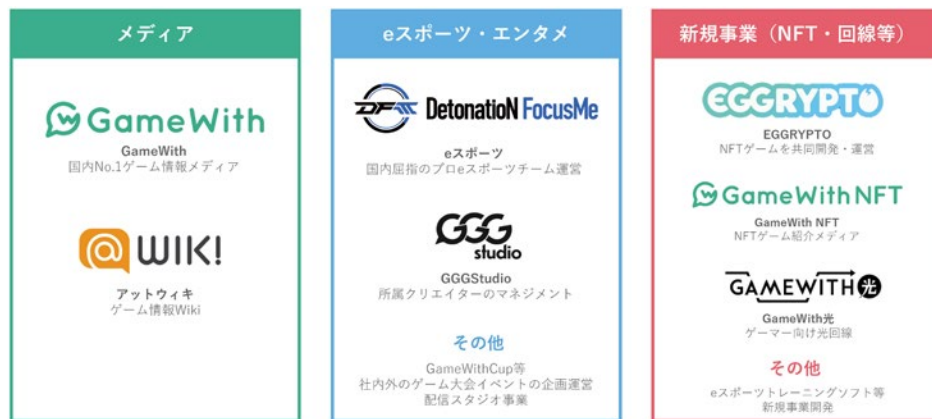 メディア
GameWith
GameWith
国内No.1ゲーム情報メディア
@WIKI
アットウィキ
ゲーム情報Wiki
eスポーツ・エンタメ
DFM DetonatioN FocusMe
eスポーツ
国内屈指のプロeスポーツチーム運営
GGG
studio
GGGStudio
所属クリエイターのマネジメント
その他
GameWithCup等
社内外のゲーム大会イベントの企画運営
配信スタジオ事業
新規事業（NFT・回線等）
EGGRYPTO
EGGRYPTO
NFTゲームを共同開発・運営
GameWith NFT
GameWith NFT
NFTゲーム紹介メディア
GAMEWITH光
GameWith光
ゲーマー向け光回線
その他
eスポーツトレーニングソフト等
新規事業開発